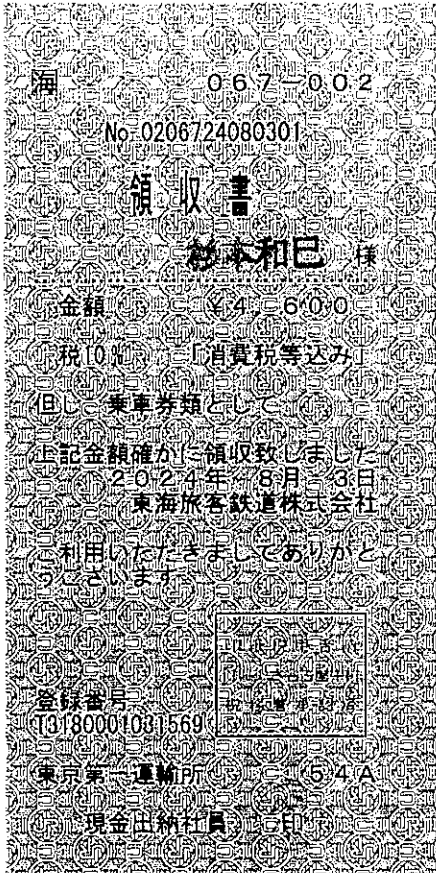 海 067-002
No.0206724080301
領収書
杉本和巳 様
金額 ¥4,600
税10% 「消費税等込み」
但し、乗車券類として
上記金額確かに領収致しました
2024年 8月 3日
東海旅客鉄道株式会社
利用いただきましてありがと
うございます
登録番号
T3180001031569
東京第一運輸所 54A
現金出納社員 印